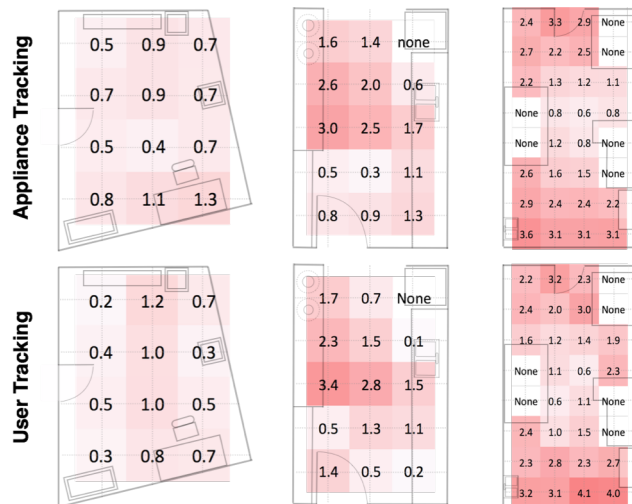 Appliance Tracking
0.5 0.9 0.7
0.7 0.9 0.7
0.5 0.4 0.7
0.8 1.1 1.3
1.6 1.4 none
2.6 2.0 0.6
3.0 2.5 1.7
0.5 0.3 1.1
0.8 0.9 1.3
2.4 3.3 2.9 None
2.7 2.2 2.5 None
2.2 1.3 1.2 1.1
None 0.8 0.6 0.8
None 1.2 0.8 None
2.6 1.6 1.5 None
2.9 2.4 2.4 2.2
3.6 3.1 3.1 3.1
User Tracking
0.2 1.2 0.7
0.4 1.0 0.3
0.5 1.0 0.5
0.3 0.8 0.7
1.7 0.7 None
2.3 1.5 0.1
3.4 2.8 1.5
0.5 1.3 1.1
1.4 0.5 0.2
2.2 3.2 2.3 None
2.4 2.0 3.0 None
1.6 1.2 1.4 1.9
None 1.1 0.6 2.3
None 0.6 1.1 None
2.4 1.0 1.5 None
2.3 2.8 2.3 2.7
3.2 3.1 4.1 4.0